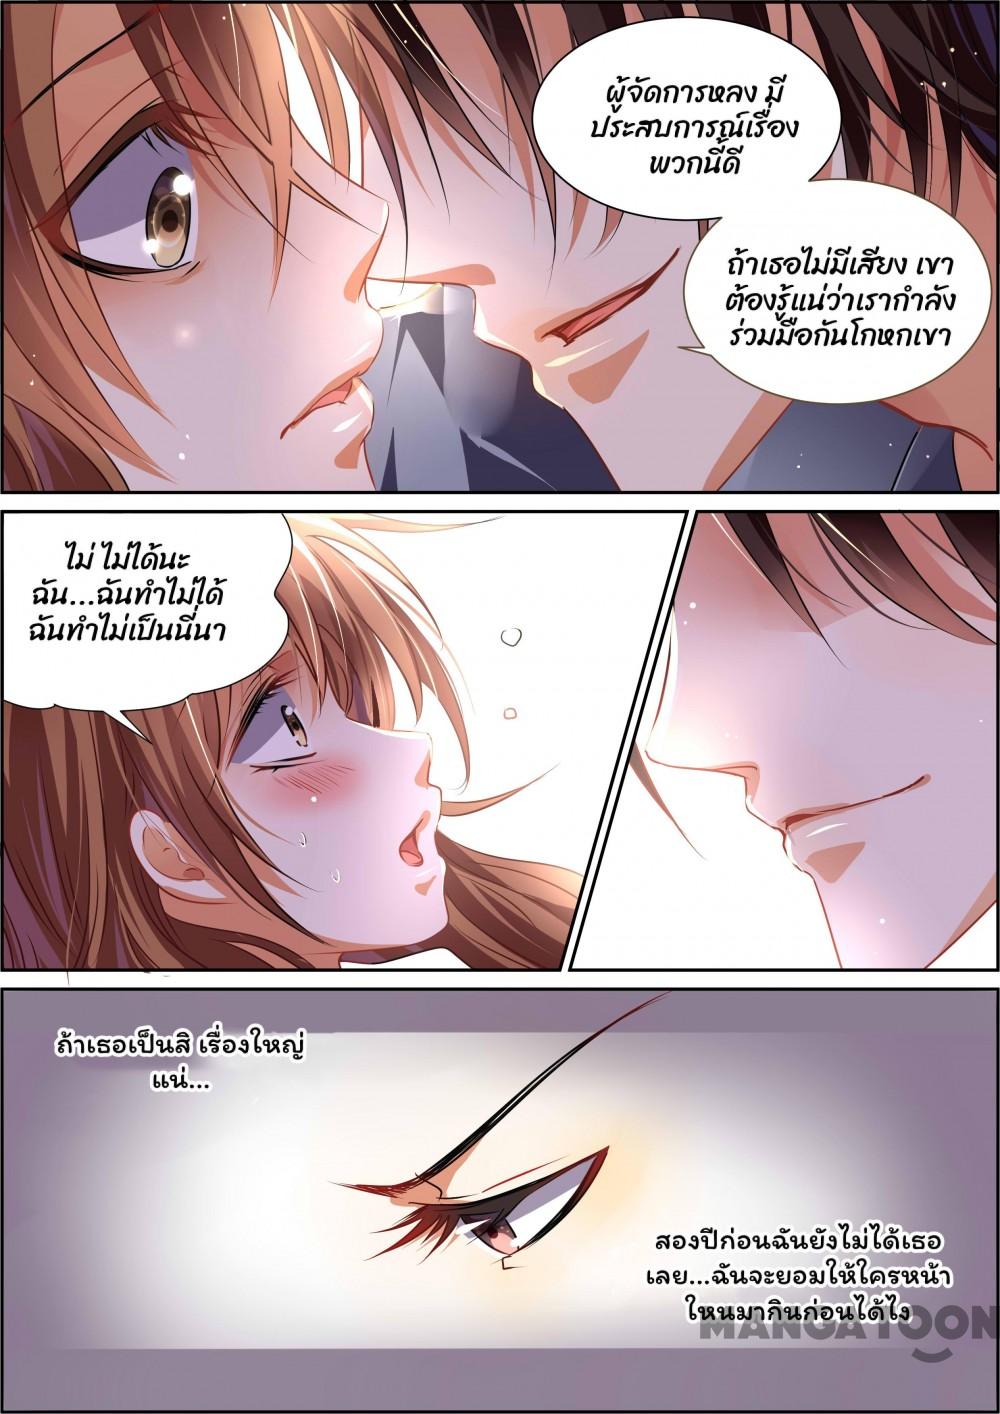 ผู้จัดการหลง มี
ประสบการณ์เรื่อง
พวกนี้ดี
ถ้าเธอไม่มีเสียง เขา
ต้องรู้แน่ว่าเรากำลัง
ร่วมมือกันโกหกเขา
ไม่ ไม่ได้นะ
ฉัน...ฉันทำไม่ได้
ฉันทำไม่เป็นนี่นา
ถ้าเธอเป็นสิ เรื่องใหญ่
แน่...
สองปีก่อนฉันยังไม่ได้เธอ
เลย...ฉันจะยอมให้ใครหน้า
ใหนมากินก่อนได้ไง
MANGATOON